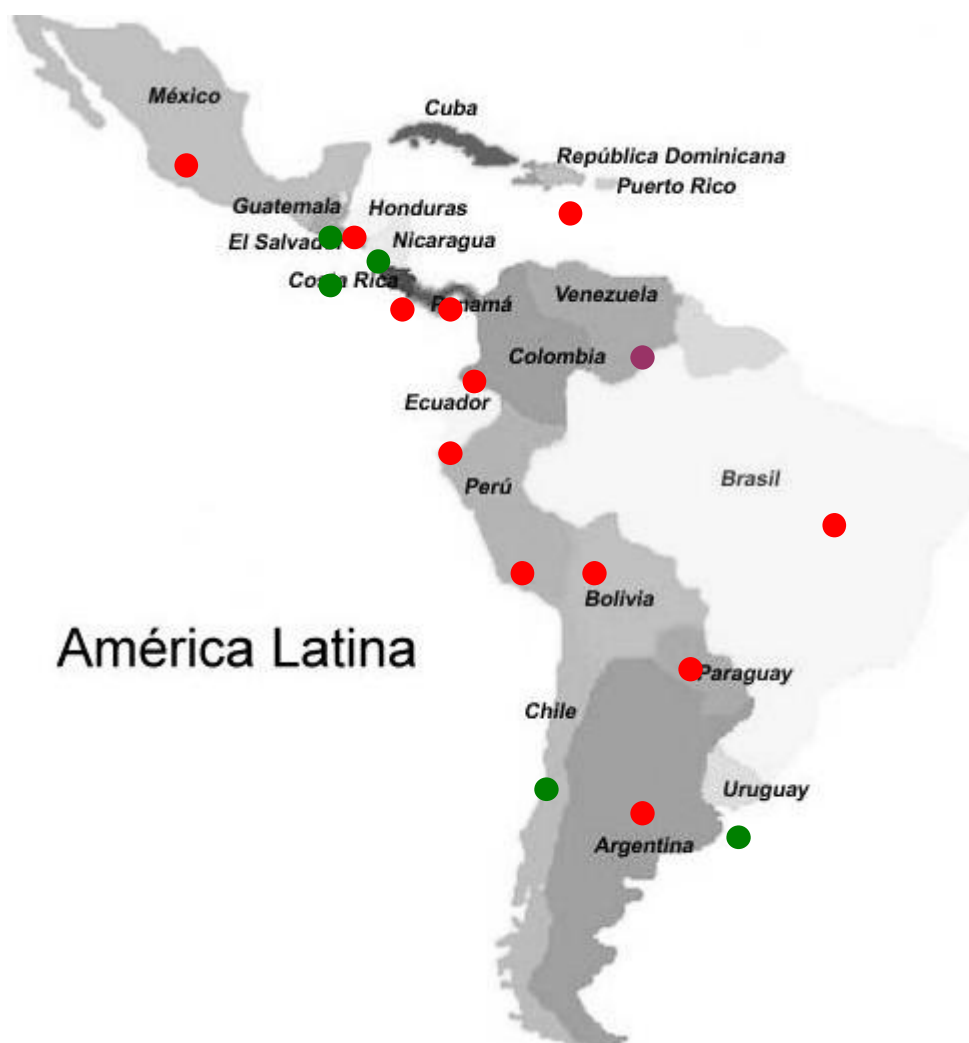 México
Cuba
República Dominicana
Puerto Rico
Guatemala
Honduras
El Salvador
Nicaragua
Costa Rica
Panamá
Venezuela
Colombia
Ecuador
Perú
Brasil
Bolivia
América Latina
Paraguay
Chile
Uruguay
Argentina